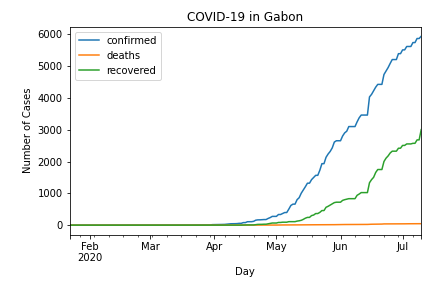 COVID-19 in Gabon
confirmed
deaths
recovered
Number of Cases
6000
5000
4000
3000
2000
1000
0
Feb Mar Apr May Jun Jul
2020
Day